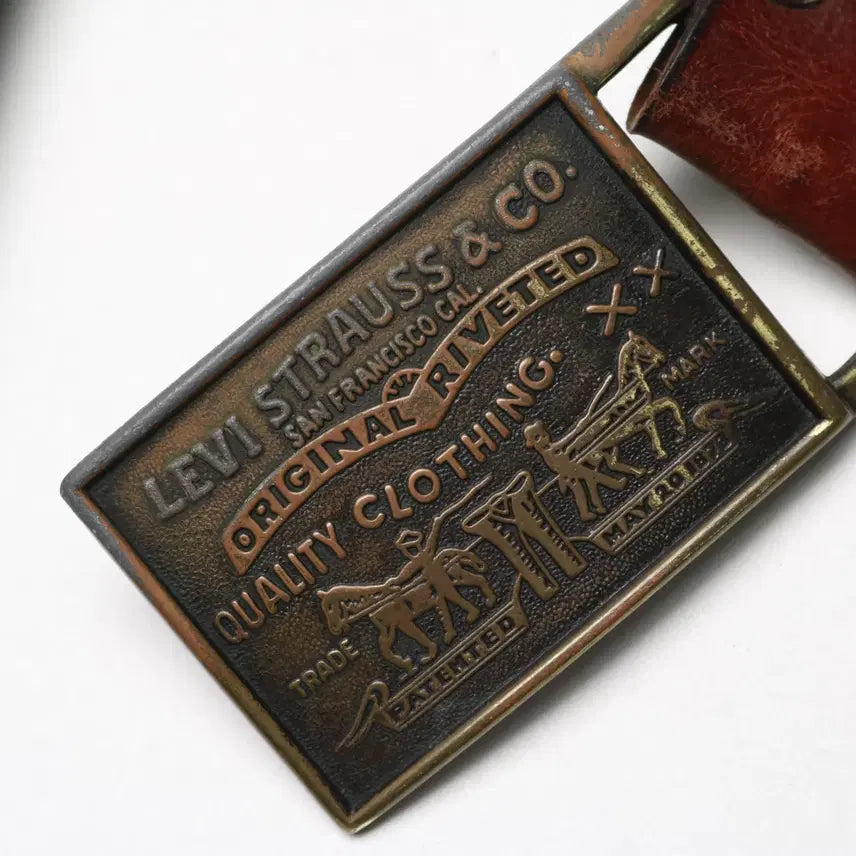 LEVI STRAUSS & CO.
SAN FRANCISCO CAL.
ORIGINAL RIVETED
QUALITY CLOTHING.
XX
TRADE MARK
PATENTED MAY 20 1873